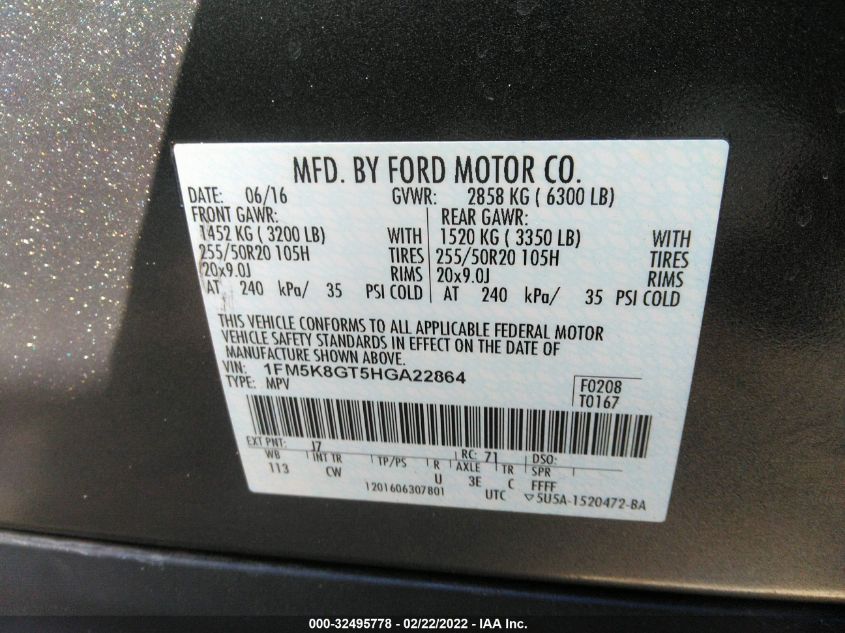 MFD. BY FORD MOTOR CO.
DATE: 06/16 GVWR: 2858 KG ( 6300 LB)
FRONT GAWR: REAR GAWR:
1452 KG ( 3200 LB) WITH 1520 KG ( 3350 LB) WITH
255/50R20 105H TIRES 255/50R20 105H TIRES
20x9.0J RIMS 20x9.0J RIMS
AT 240 kPa/ 35 PSI COLD AT 240 kPa/ 35 PSI COLD
THIS VEHICLE CONFORMS TO ALL APPLICABLE FEDERAL MOTOR
VEHICLE SAFETY STANDARDS IN EFFECT ON THE DATE OF
MANUFACTURE SHOWN ABOVE.
VIN: 1FM5K8GT5HGA22864
TYPE: MPV
F0208
T0167
EXT PNT: J7 RC: 71 DSO:
WB INT TR TP/PS R AXLE TR SPR
113 CW U 3E C FFFF
1201606307801 UTC ▽5U5A-1520472-BA
000-32495778 - 02/22/2022 - IAA Inc.